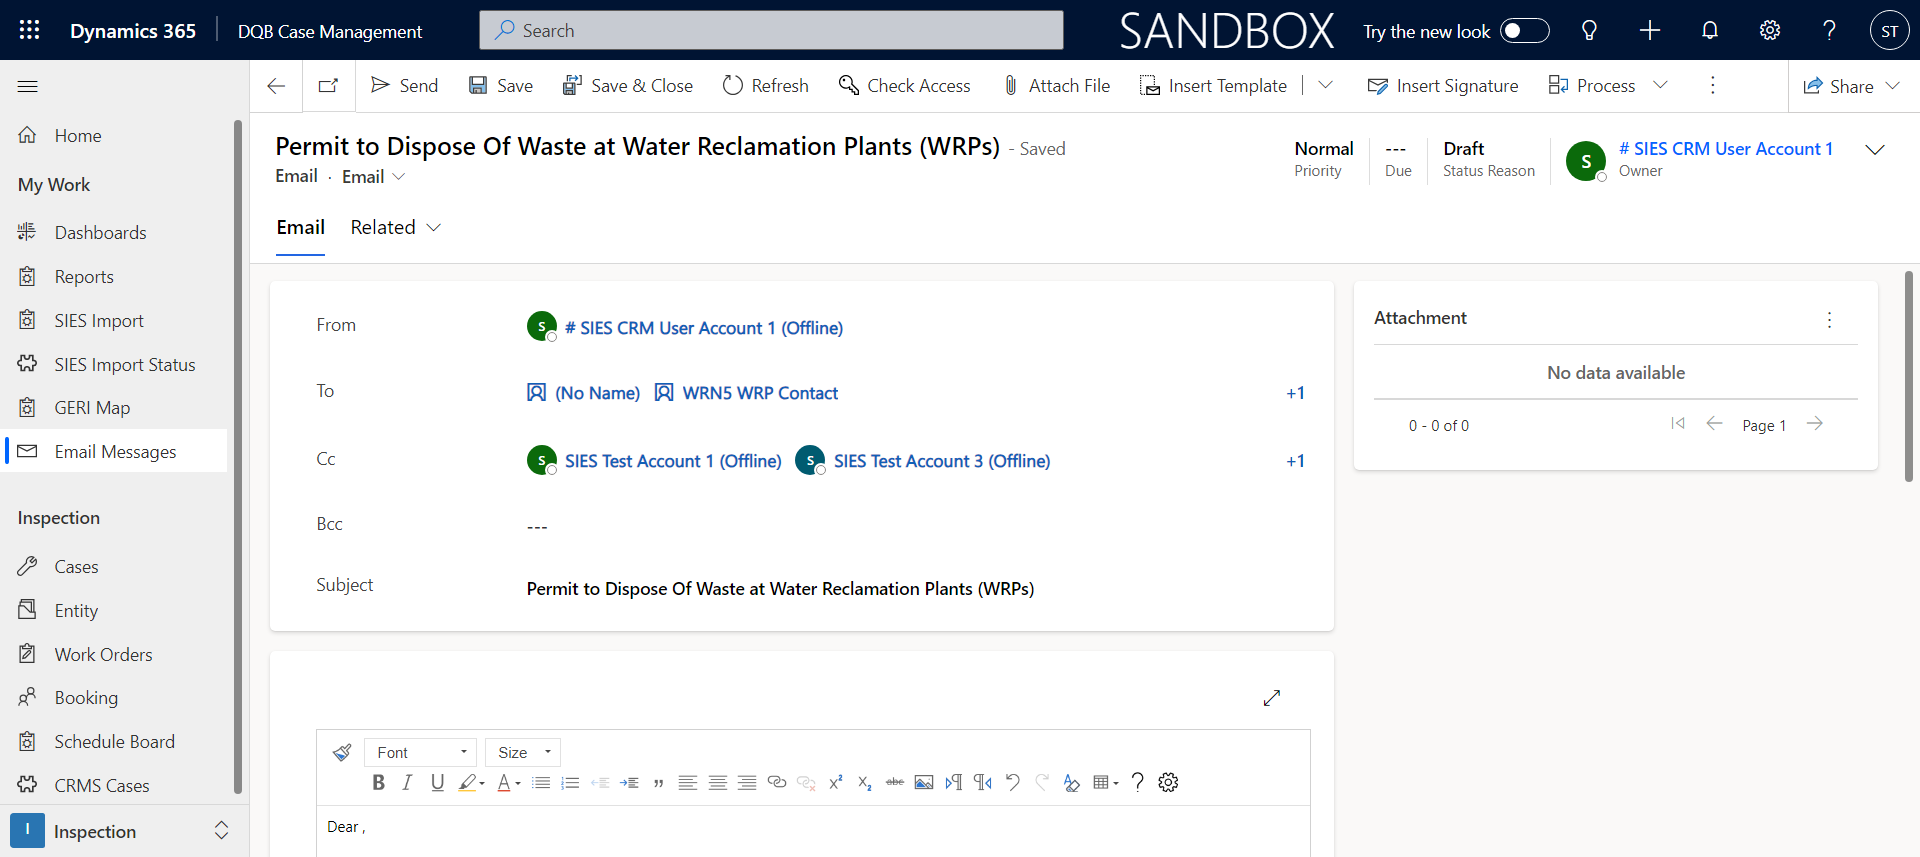 Dynamics 365 DQB Case Management Search SANDBOX Try the new look ? ST
Send Save Save & Close Refresh Check Access Attach File Insert Template Insert Signature Process Share
Home
My Work
Dashboards
Reports
SIES Import
SIES Import Status
GERI Map
Email Messages
Inspection
Cases
Entity
Work Orders
Booking
Schedule Board
CRMS Cases
I Inspection
Permit to Dispose Of Waste at Water Reclamation Plants (WRPs) - Saved
Email · Email
Normal
Priority
---
Due
Draft
Status Reason
S # SIES CRM User Account 1
Owner
Email Related
From S # SIES CRM User Account 1 (Offline)
To (No Name) WRN5 WRP Contact +1
Cc S SIES Test Account 1 (Offline) S SIES Test Account 3 (Offline) +1
Bcc ---
Subject Permit to Dispose Of Waste at Water Reclamation Plants (WRPs)
Attachment
No data available
0 - 0 of 0 Page 1
Font Size
B I U A x² X₂ abc ?
Dear ,